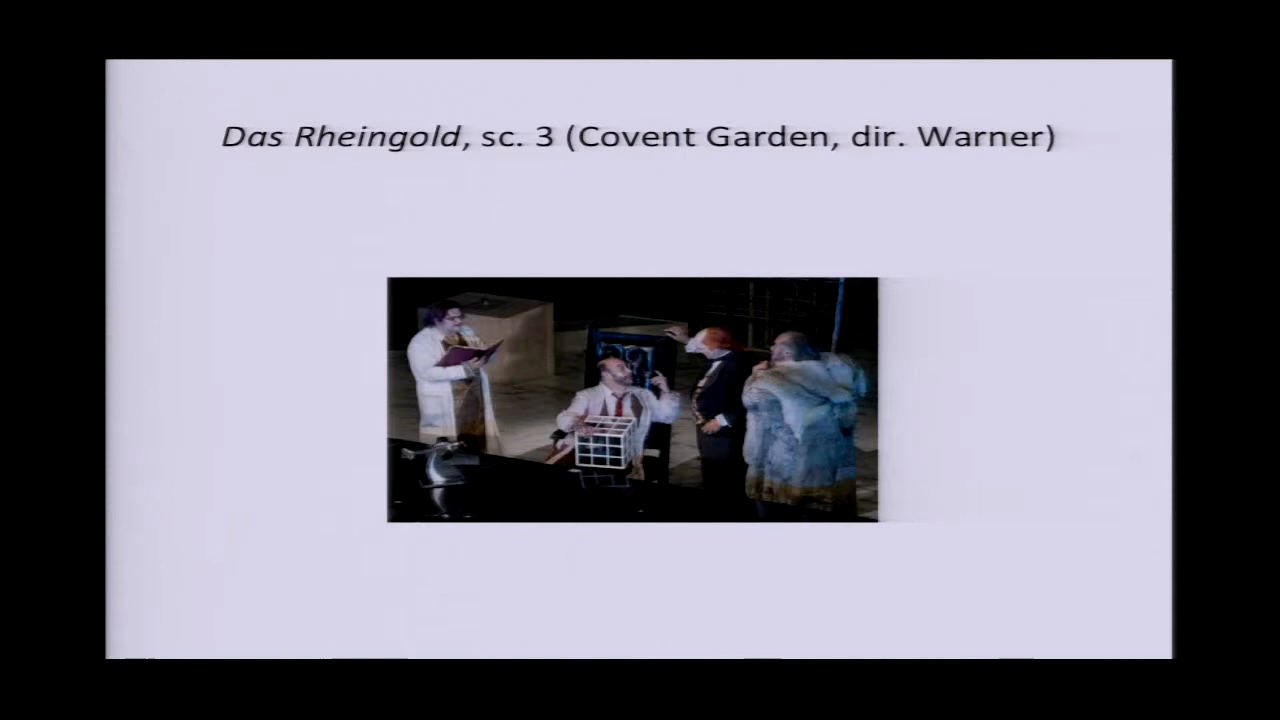 Das Rheingold, sc. 3 (Covent Garden, dir. Warner)